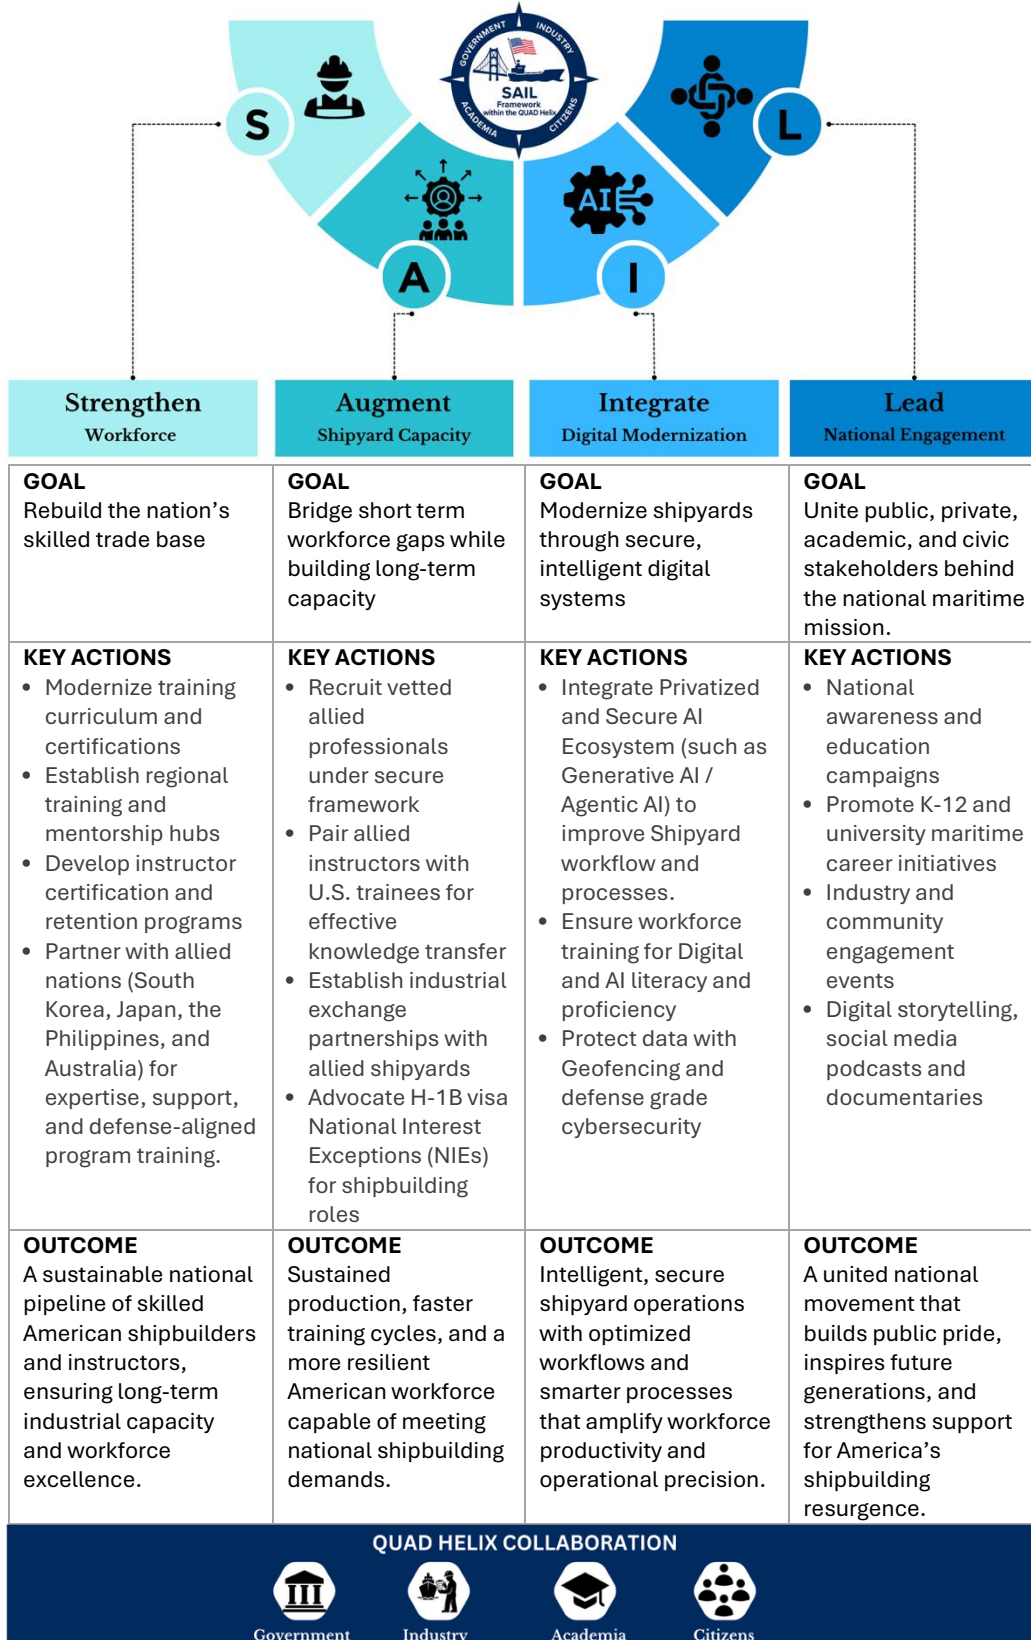 GOVERNMENT
INDUSTRY
ACADEMIA
CITIZENS
SAIL
Framework
within the QUAD Helix
S
L
AI
A
I
Strengthen
Workforce
Augment
Shipyard Capacity
Integrate
Digital Modernization
Lead
National Engagement
GOAL
Rebuild the nation’s
skilled trade base
GOAL
Bridge short term
workforce gaps while
building long-term
capacity
GOAL
Modernize shipyards
through secure,
intelligent digital
systems
GOAL
Unite public, private,
academic, and civic
stakeholders behind
the national maritime
mission.
KEY ACTIONS
• Modernize training
curriculum and
certifications
• Establish regional
training and
mentorship hubs
• Develop instructor
certification and
retention programs
• Partner with allied
nations (South
Korea, Japan, the
Philippines, and
Australia) for
expertise, support,
and defense-aligned
program training.
KEY ACTIONS
• Recruit vetted
allied
professionals
under secure
framework
• Pair allied
instructors with
U.S. trainees for
effective
knowledge transfer
• Establish industrial
exchange
partnerships with
allied shipyards
• Advocate H-1B visa
National Interest
Exceptions (NIEs)
for shipbuilding
roles
KEY ACTIONS
• Integrate Privatized
and Secure AI
Ecosystem (such as
Generative AI /
Agentic AI) to
improve Shipyard
workflow and
processes.
• Ensure workforce
training for Digital
and AI literacy and
proficiency
• Protect data with
Geofencing and
defense grade
cybersecurity
KEY ACTIONS
• National
awareness and
education
campaigns
• Promote K-12 and
university maritime
career initiatives
• Industry and
community
engagement
events
• Digital storytelling,
social media
podcasts and
documentaries
OUTCOME
A sustainable national
pipeline of skilled
American shipbuilders
and instructors,
ensuring long-term
industrial capacity
and workforce
excellence.
OUTCOME
Sustained
production, faster
training cycles, and a
more resilient
American workforce
capable of meeting
national shipbuilding
demands.
OUTCOME
Intelligent, secure
shipyard operations
with optimized
workflows and
smarter processes
that amplify workforce
productivity and
operational precision.
OUTCOME
A united national
movement that
builds public pride,
inspires future
generations, and
strengthens support
for America’s
shipbuilding
resurgence.
QUAD HELIX COLLABORATION
Government
Industry
Academia
Citizens